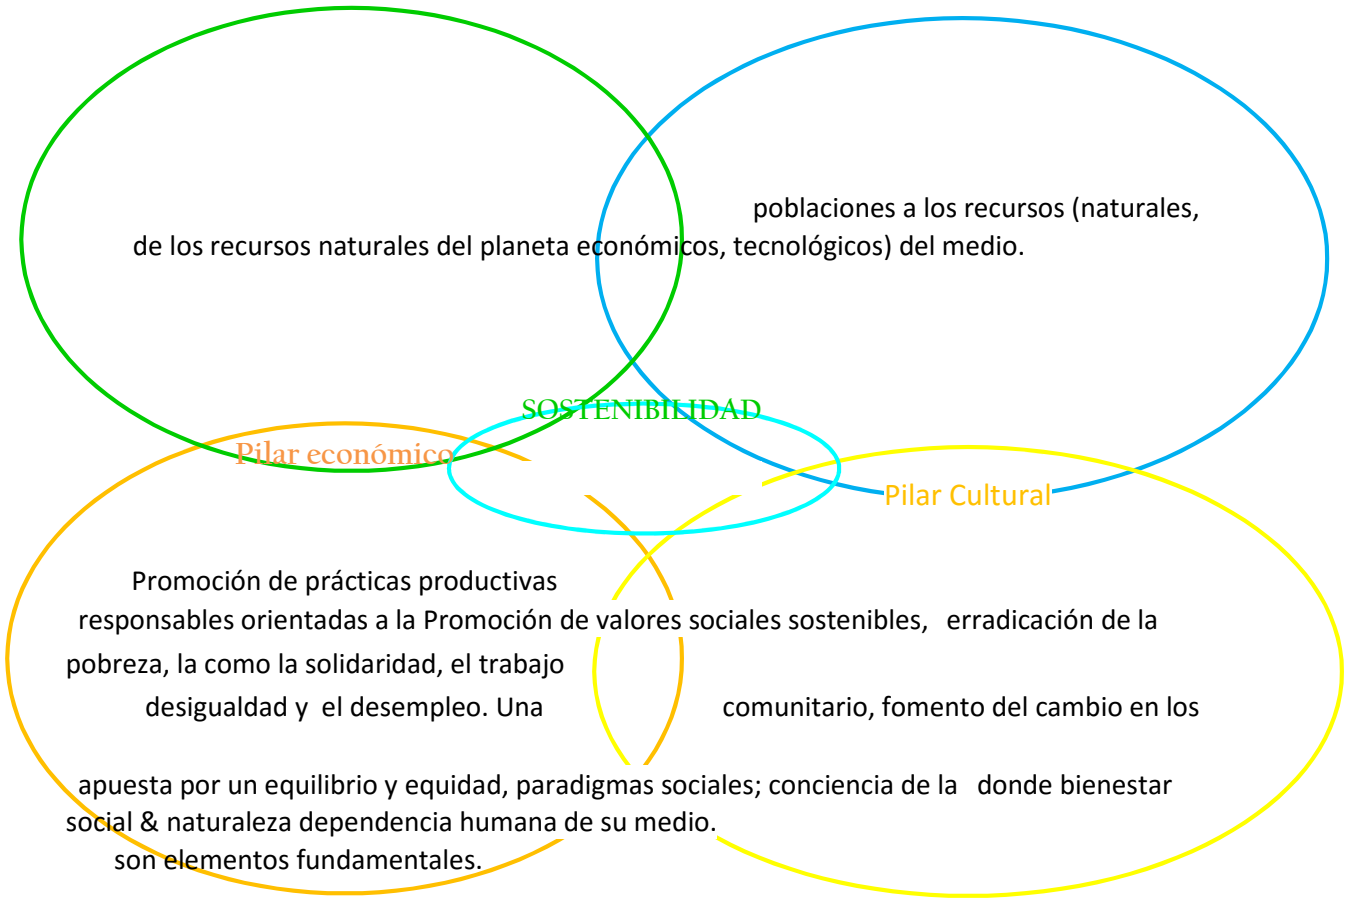 poblaciones a los recursos (naturales,
de los recursos naturales del planeta económicos, tecnológicos) del medio.
SOSTENIBILIDAD
Pilar económico
Pilar Cultural
Promoción de prácticas productivas
responsables orientadas a la Promoción de valores sociales sostenibles, erradicación de la
pobreza, la como la solidaridad, el trabajo
desigualdad y el desempleo. Una comunitario, fomento del cambio en los
apuesta por un equilibrio y equidad, paradigmas sociales; conciencia de la donde bienestar
social & naturaleza dependencia humana de su medio.
son elementos fundamentales.